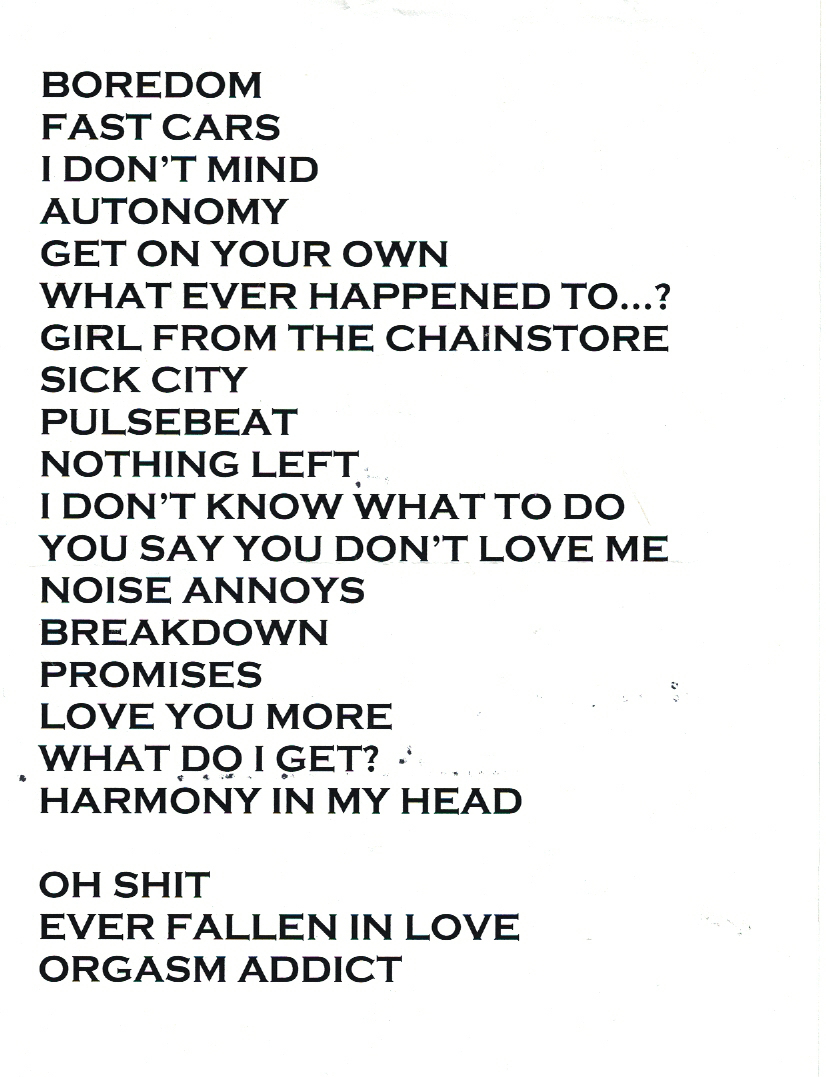 BOREDOM
FAST CARS
I DON'T MIND
AUTONOMY
GET ON YOUR OWN
WHAT EVER HAPPENED TO...?
GIRL FROM THE CHAINSTORE
SICK CITY
PULSEBEAT
NOTHING LEFT
I DON'T KNOW WHAT TO DO
YOU SAY YOU DON'T LOVE ME
NOISE ANNOYS
BREAKDOWN
PROMISES
LOVE YOU MORE
WHAT DO I GET?
HARMONY IN MY HEAD
OH SHIT
EVER FALLEN IN LOVE
ORGASM ADDICT